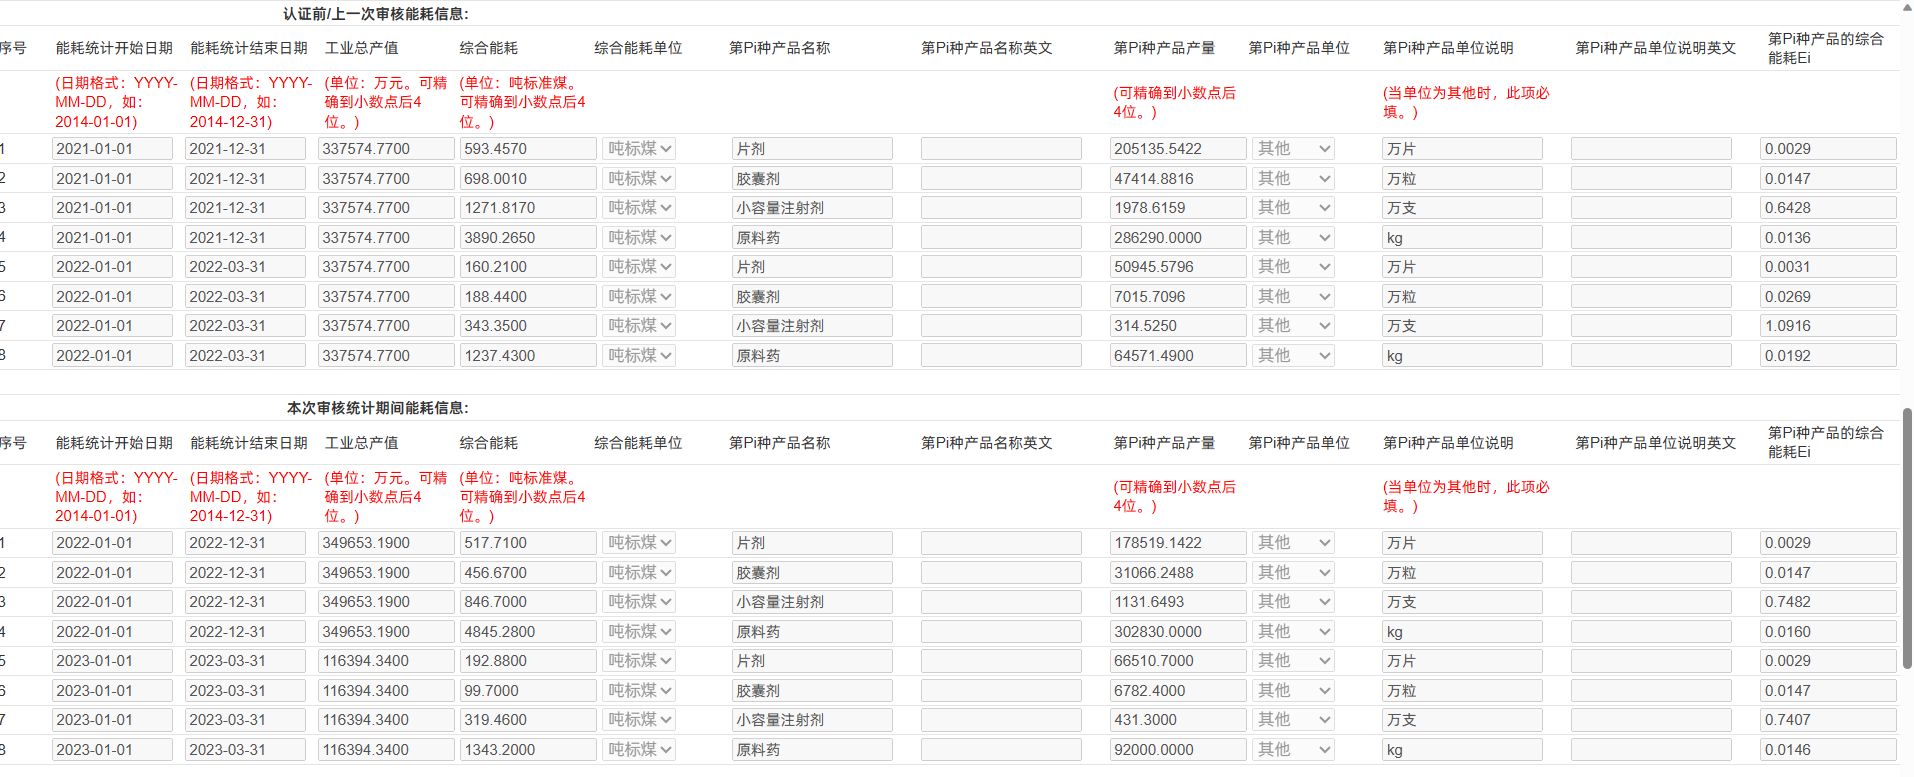 认证前/上一次审核能耗信息:
序号 能耗统计开始日期 能耗统计结束日期 工业总产值 综合能耗 综合能耗单位 第Pi种产品名称 第Pi种产品名称英文 第Pi种产品产量 第Pi种产品单位 第Pi种产品单位说明 第Pi种产品单位说明英文 第Pi种产品的综合
能耗Ei
(日期格式：YYYY- (日期格式：YYYY- (单位：万元。可精 (单位：吨标准煤。 (可精确到小数点后 (当单位为其他时，此项必
MM-DD，如： MM-DD，如： 确到小数点后4 可精确到小数点后4 4位。) 填。)
2014-01-01) 2014-12-31) 位。) 位。)
1 2021-01-01 2021-12-31 337574.7700 593.4570 吨标煤 片剂 205135.5422 其他 万片 0.0029
2 2021-01-01 2021-12-31 337574.7700 698.0010 吨标煤 胶囊剂 47414.8816 其他 万粒 0.0147
3 2021-01-01 2021-12-31 337574.7700 1271.8170 吨标煤 小容量注射剂 1978.6159 其他 万支 0.6428
4 2021-01-01 2021-12-31 337574.7700 3890.2650 吨标煤 原料药 286290.0000 其他 kg 0.0136
5 2022-01-01 2022-03-31 337574.7700 160.2100 吨标煤 片剂 50945.5796 其他 万片 0.0031
6 2022-01-01 2022-03-31 337574.7700 188.4400 吨标煤 胶囊剂 7015.7096 其他 万粒 0.0269
7 2022-01-01 2022-03-31 337574.7700 343.3500 吨标煤 小容量注射剂 314.5250 其他 万支 1.0916
8 2022-01-01 2022-03-31 337574.7700 1237.4300 吨标煤 原料药 64571.4900 其他 kg 0.0192
本次审核统计期间能耗信息:
序号 能耗统计开始日期 能耗统计结束日期 工业总产值 综合能耗 综合能耗单位 第Pi种产品名称 第Pi种产品名称英文 第Pi种产品产量 第Pi种产品单位 第Pi种产品单位说明 第Pi种产品单位说明英文 第Pi种产品的综合
能耗Ei
(日期格式：YYYY- (日期格式：YYYY- (单位：万元。可精 (单位：吨标准煤。 (可精确到小数点后 (当单位为其他时，此项必
MM-DD，如： MM-DD，如： 确到小数点后4 可精确到小数点后4 4位。) 填。)
2014-01-01) 2014-12-31) 位。) 位。)
1 2022-01-01 2022-12-31 349653.1900 517.7100 吨标煤 片剂 178519.1422 其他 万片 0.0029
2 2022-01-01 2022-12-31 349653.1900 456.6700 吨标煤 胶囊剂 31066.2488 其他 万粒 0.0147
3 2022-01-01 2022-12-31 349653.1900 846.7000 吨标煤 小容量注射剂 1131.6493 其他 万支 0.7482
4 2022-01-01 2022-12-31 349653.1900 4845.2800 吨标煤 原料药 302830.0000 其他 kg 0.0160
5 2023-01-01 2023-03-31 116394.3400 192.8800 吨标煤 片剂 66510.7000 其他 万片 0.0029
6 2023-01-01 2023-03-31 116394.3400 99.7000 吨标煤 胶囊剂 6782.4000 其他 万粒 0.0147
7 2023-01-01 2023-03-31 116394.3400 319.4600 吨标煤 小容量注射剂 431.3000 其他 万支 0.7407
8 2023-01-01 2023-03-31 116394.3400 1343.2000 吨标煤 原料药 92000.0000 其他 kg 0.0146